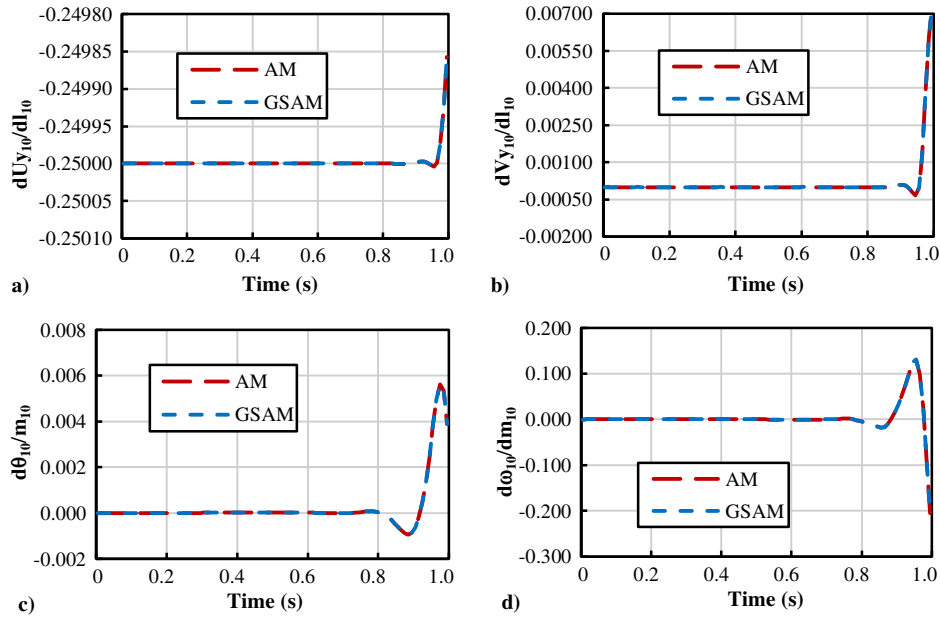 -0.24980
-0.24985
-0.24990
-0.24995
-0.25000
-0.25005
-0.25010
dUy10/dl10
AM
GSAM
0 0.2 0.4 0.6 0.8 1.0
Time (s)
a)
0.00700
0.00550
0.00400
0.00250
0.00100
-0.00050
-0.00200
dVy10/dl10
AM
GSAM
0 0.2 0.4 0.6 0.8 1.0
Time (s)
b)
0.008
0.006
0.004
0.002
0.000
-0.002
dθ10/m10
AM
GSAM
0 0.2 0.4 0.6 0.8 1.0
Time (s)
c)
0.200
0.100
0.000
-0.100
-0.200
-0.300
dω10/dm10
AM
GSAM
0 0.2 0.4 0.6 0.8 1.0
Time (s)
d)